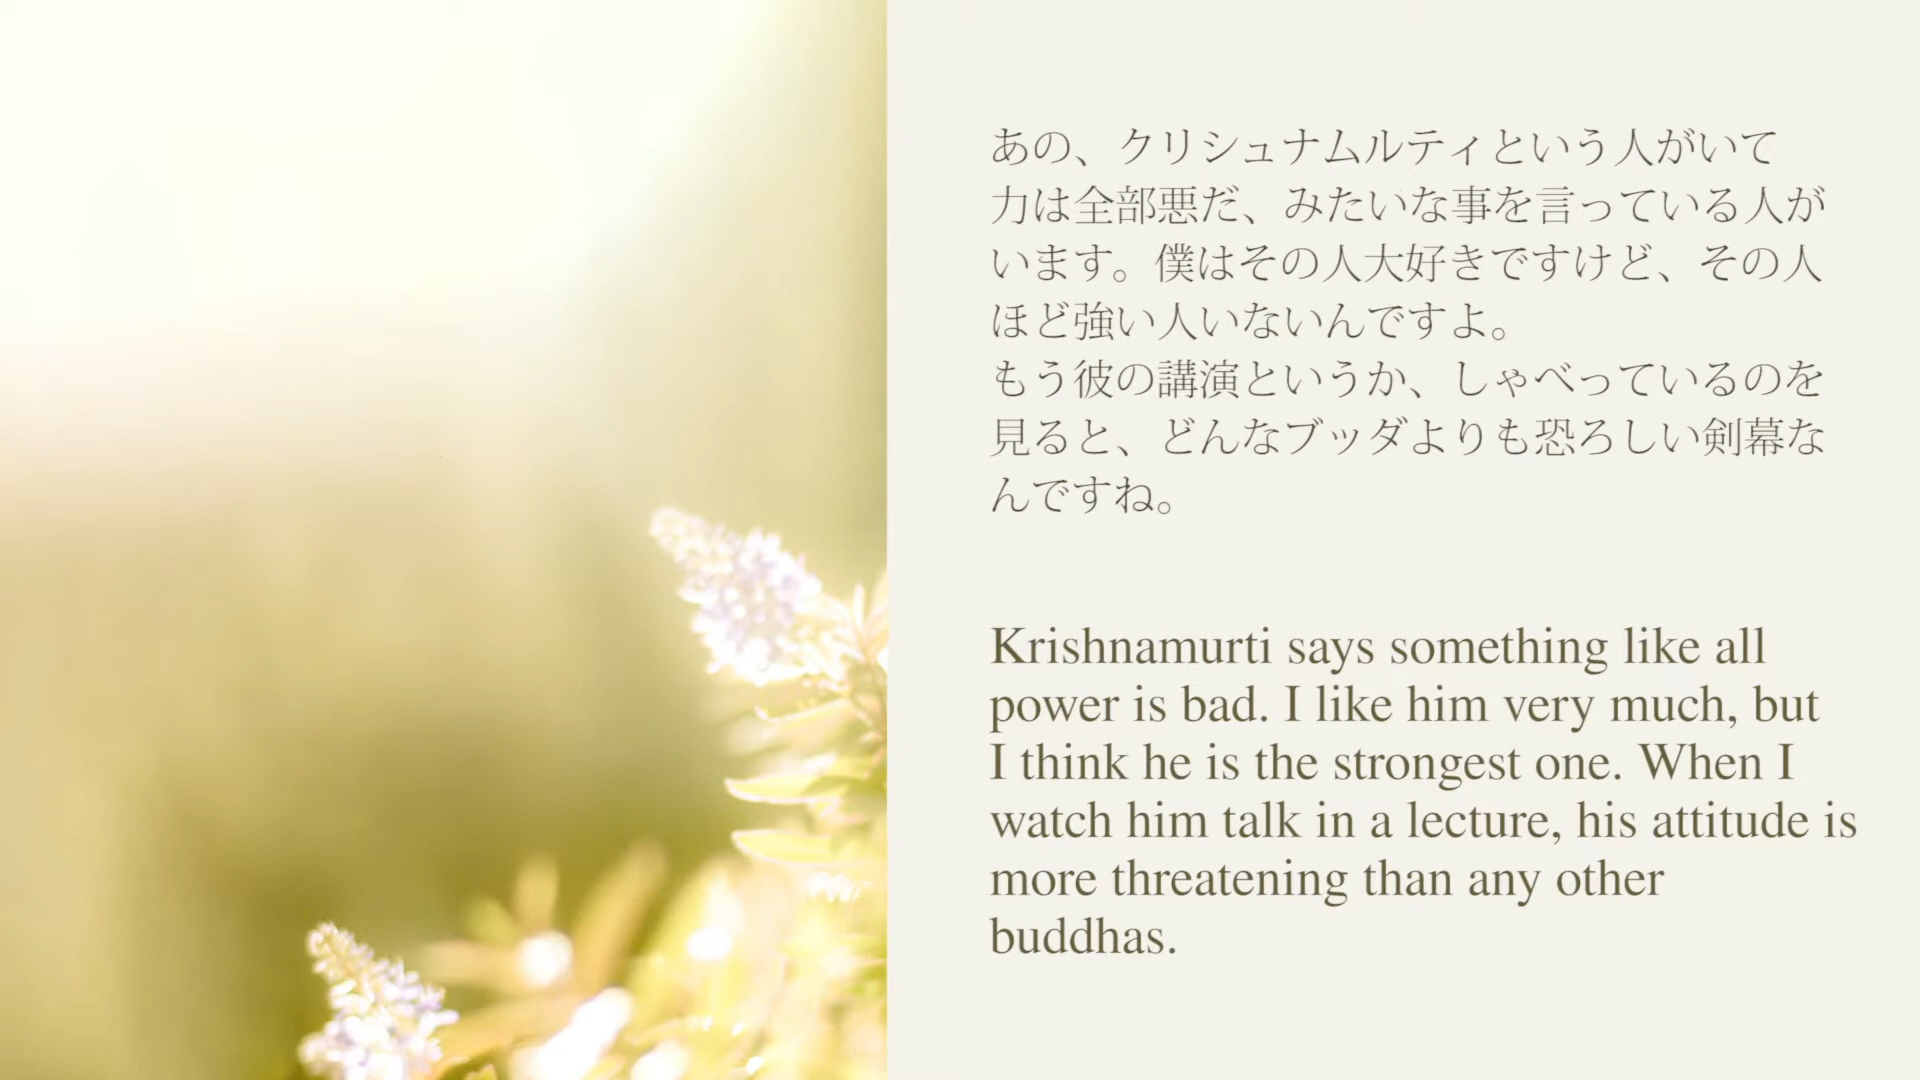 あの、クリシュナムルティという人がいて
力は全部悪だ、みたいな事を言っている人が
います。僕はその人大好きですけど、その人
ほど強い人いないんですよ。
もう彼の講演というか、しゃべっているのを
見ると、どんなブッダよりも恐ろしい剣幕な
んですね。
Krishnamurti says something like all
power is bad. I like him very much, but
I think he is the strongest one. When I
watch him talk in a lecture, his attitude is
more threatening than any other
buddhas.